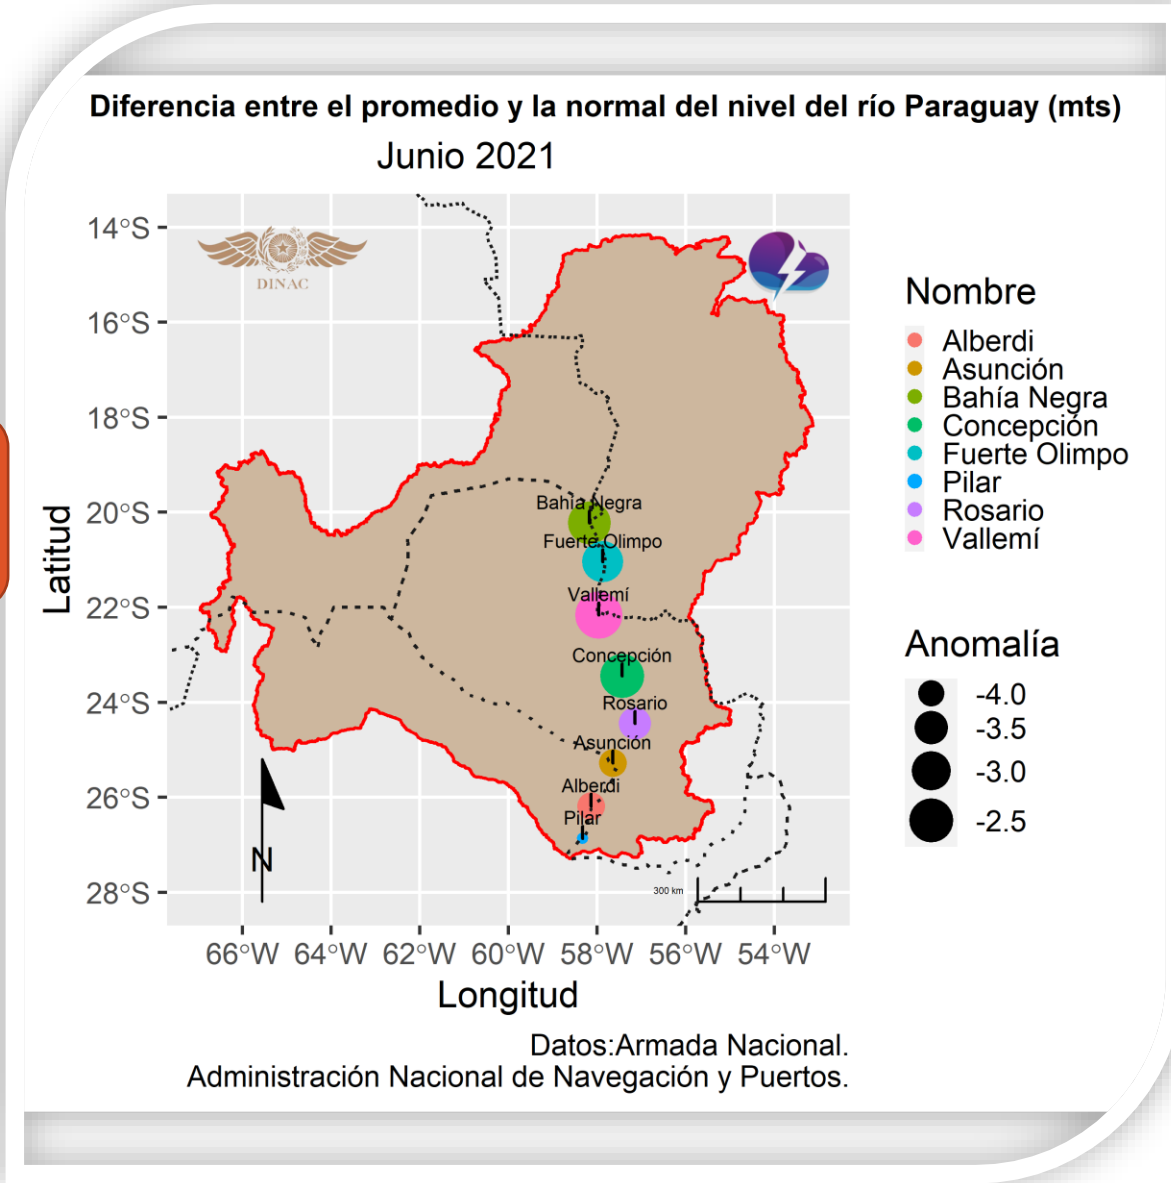 Diferencia entre el promedio y la normal del nivel del río Paraguay (mts)
Junio 2021
14°S
16°S
18°S
20°S
22°S
24°S
26°S
28°S
Latitud
DINAC
Bahía Negra
Fuerte Olimpo
Vallemí
Concepción
Rosario
Asunción
Alberdi
Pilar
N
300 km
66°W 64°W 62°W 60°W 58°W 56°W 54°W
Longitud
Nombre
Alberdi
Asunción
Bahía Negra
Concepción
Fuerte Olimpo
Pilar
Rosario
Vallemí
Anomalía
-4.0
-3.5
-3.0
-2.5
Datos:Armada Nacional.
Administración Nacional de Navegación y Puertos.